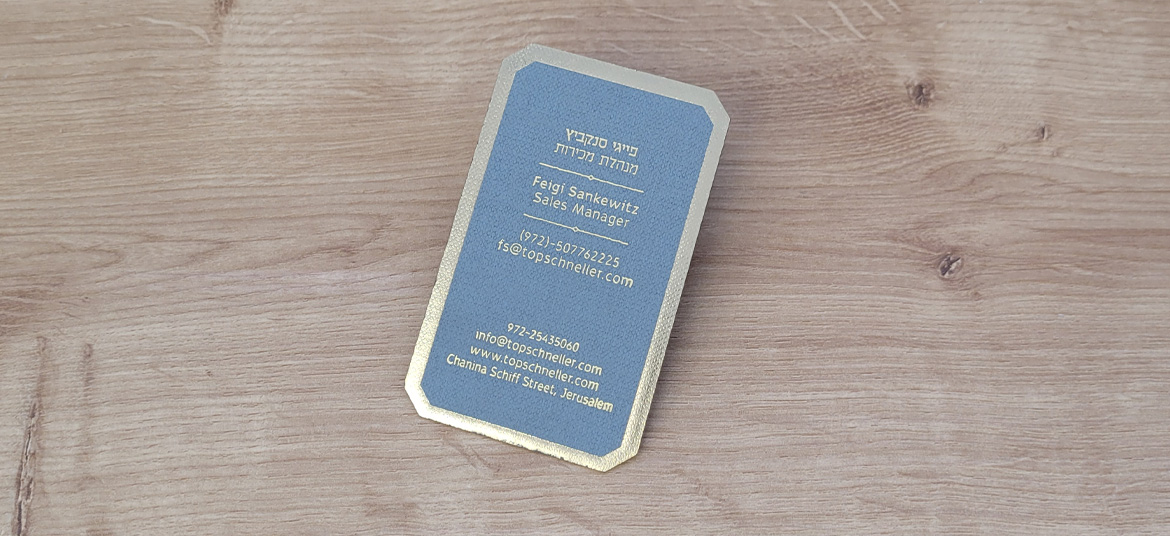 פייגי סנקביץ
מנהלת מכירות
Feigi Sankewitz
Sales Manager
(972)-507762225
fs@topschneller.com
972-25435060
info@topschneller.com
www.topschneller.com
Chanina Schiff Street, Jerusalem